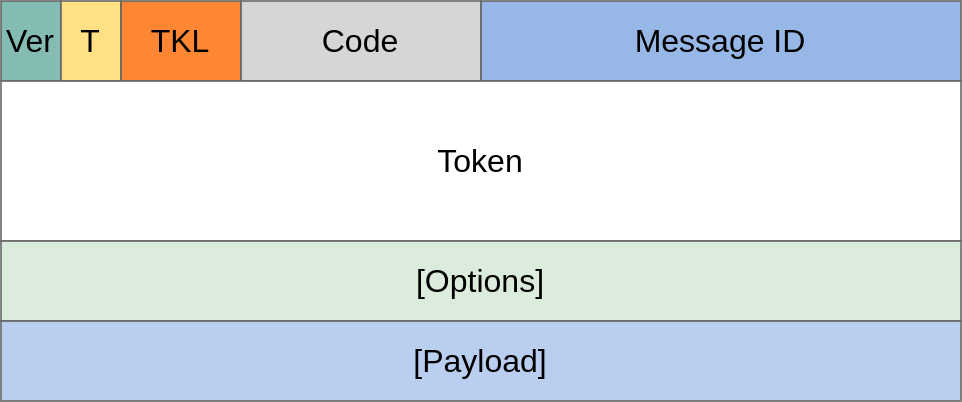 Ver T TKL Code Message ID
Token
[Options]
[Payload]